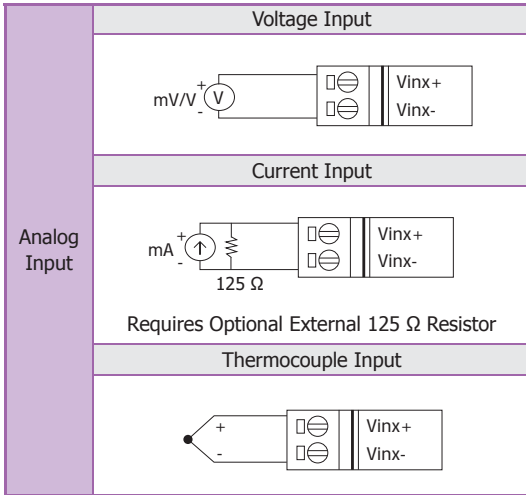 Analog
Input
Voltage Input
mV/V
+
V
-
Vinx+
Vinx-
Current Input
mA
+
-
125 Ω
Vinx+
Vinx-
Requires Optional External 125 Ω Resistor
Thermocouple Input
+
-
Vinx+
Vinx-